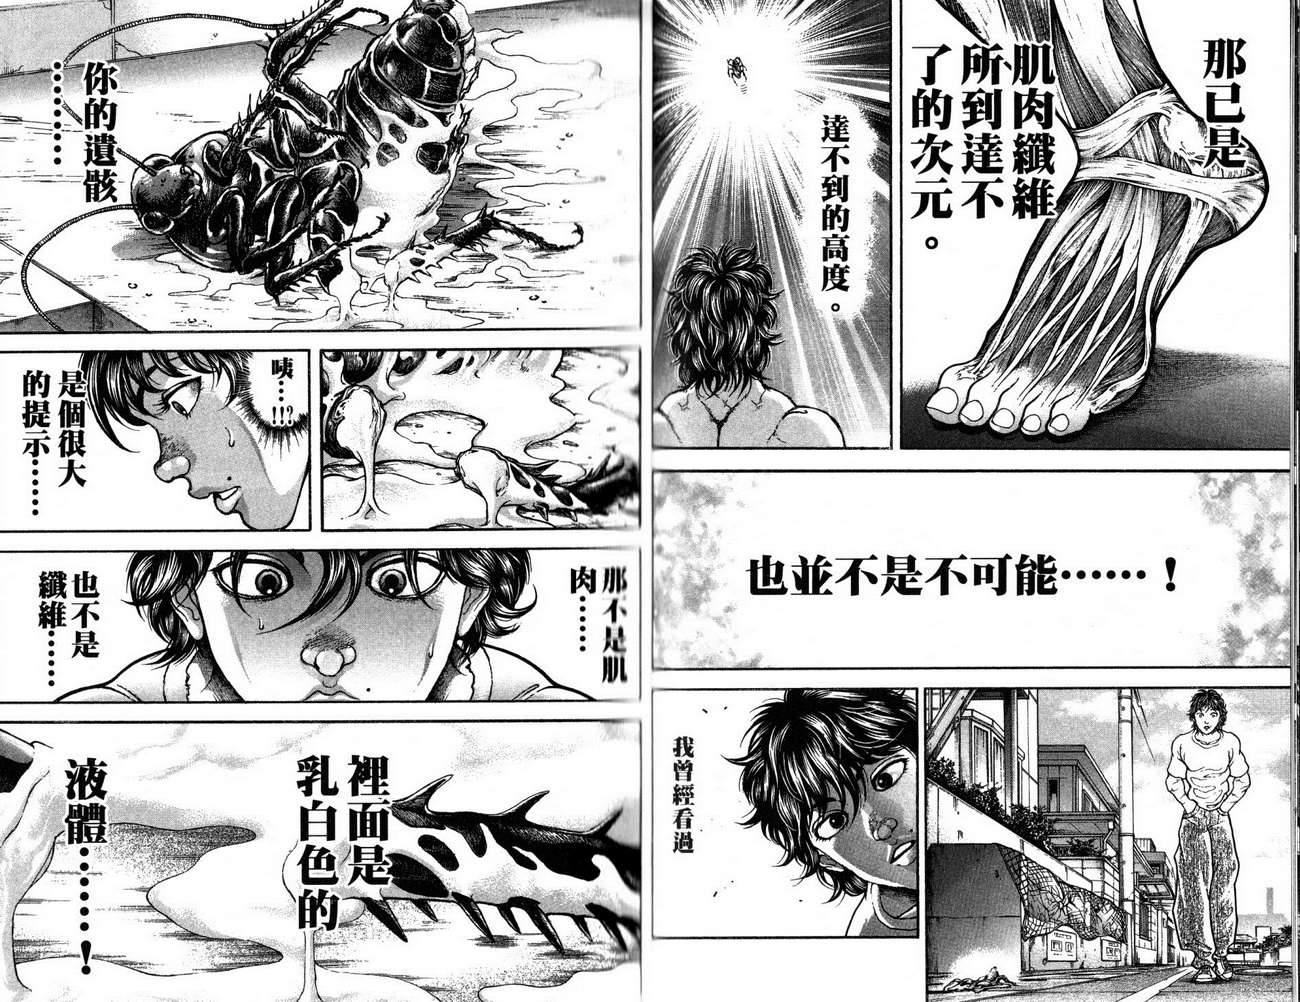 那已是
肌肉纖維
所到達不
了的次元。
達不到的高度。
也並不是不可能……！
我曾經看過
你的遺骸
………
咦…!!?
是個很大
的提示……
那不是肌
肉……
也不是
纖維……
裡面是
乳白色的
液體……！